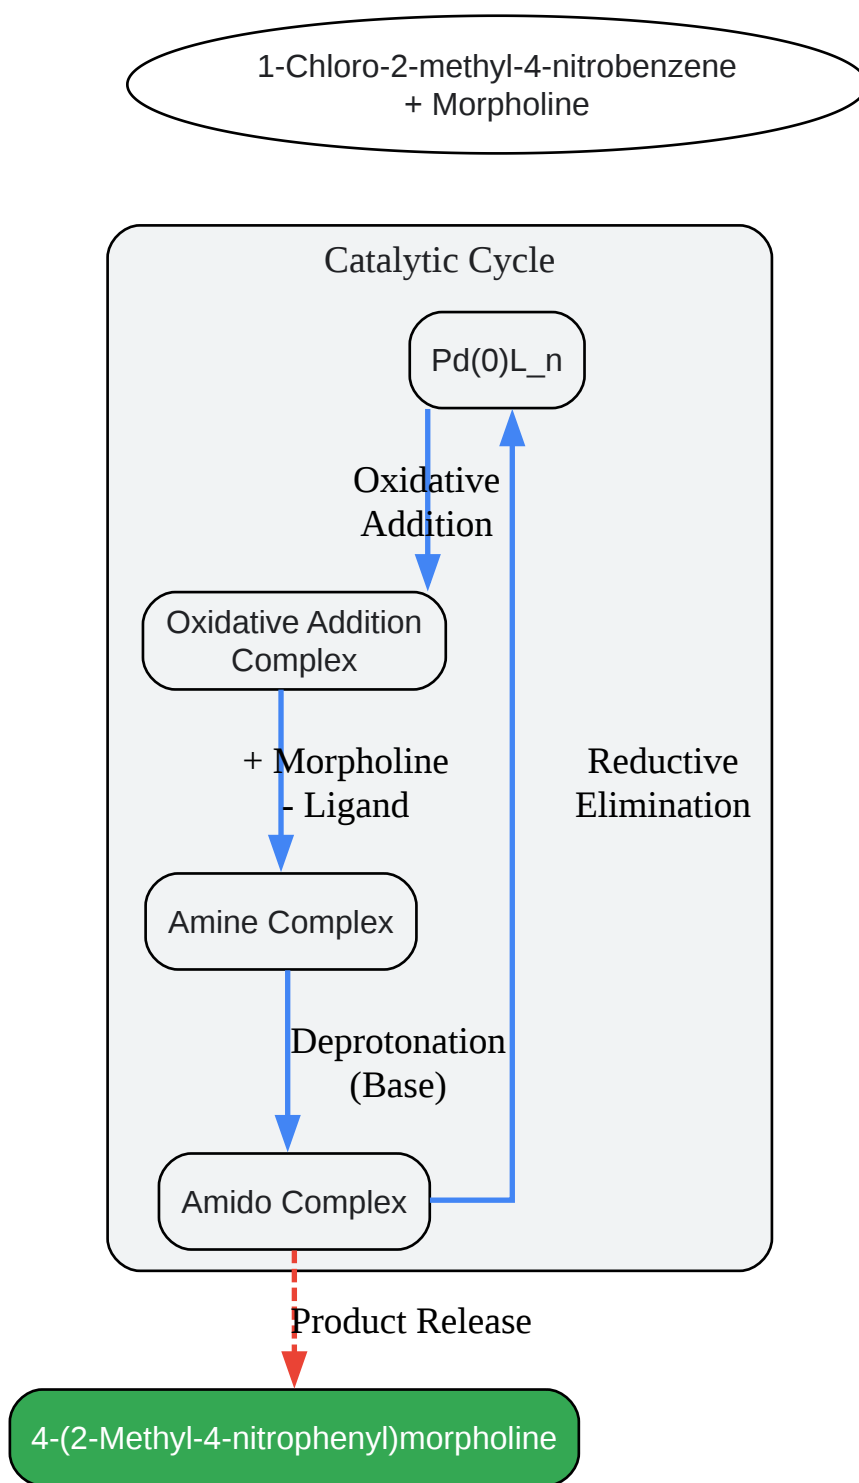 1-Chloro-2-methyl-4-nitrobenzene
+ Morpholine
Catalytic Cycle
Pd(0)L_n
Oxidative
Addition
Oxidative Addition
Complex
+ Morpholine
- Ligand
Reductive
Elimination
Amine Complex
Deprotonation
(Base)
Amido Complex
Product Release
4-(2-Methyl-4-nitrophenyl)morpholine